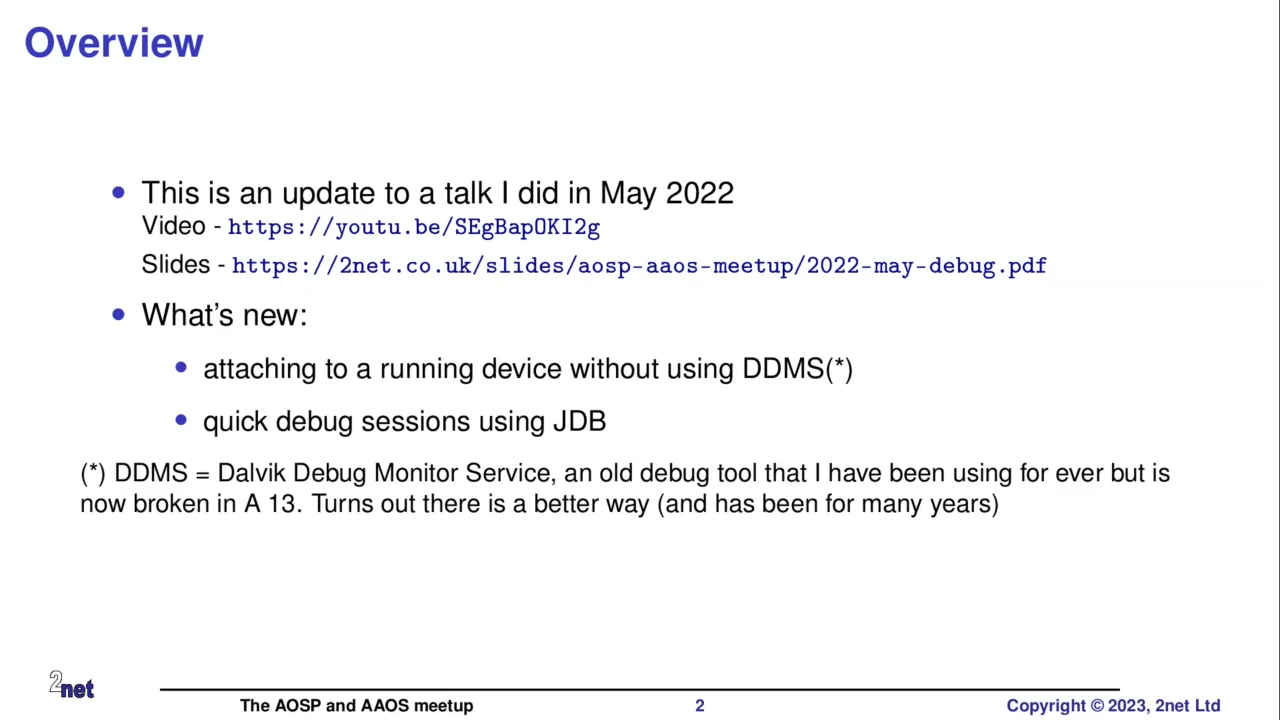 Overview
• This is an update to a talk I did in May 2022
Video - https://youtu.be/SEgBapOKI2g
Slides - https://2net.co.uk/slides/aosp-aaos-meetup/2022-may-debug.pdf
• What's new:
• attaching to a running device without using DDMS(*)
• quick debug sessions using JDB
(*) DDMS = Dalvik Debug Monitor Service, an old debug tool that I have been using for ever but is
now broken in A 13. Turns out there is a better way (and has been for many years)
2net
The AOSP and AAOS meetup 2 Copyright © 2023, 2net Ltd